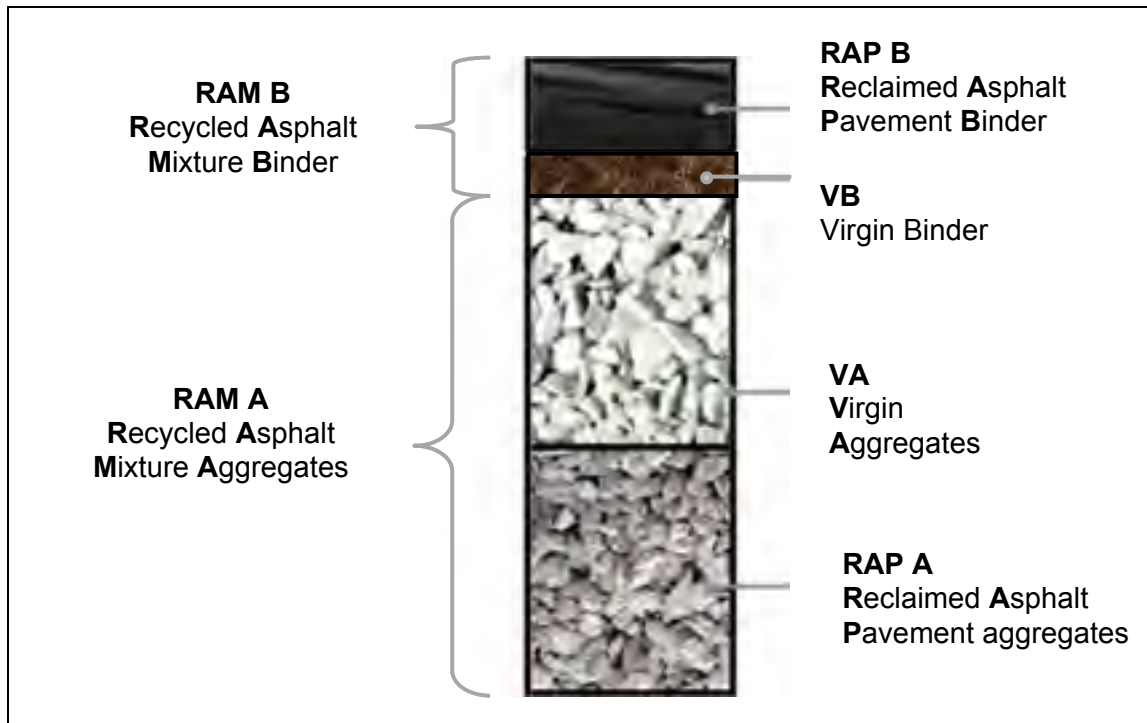 RAM B
Recycled Asphalt
Mixture Binder
RAM A
Recycled Asphalt
Mixture Aggregates
RAP B
Reclaimed Asphalt
Pavement Binder
VB
Virgin Binder
VA
Virgin
Aggregates
RAP A
Reclaimed Asphalt
Pavement aggregates